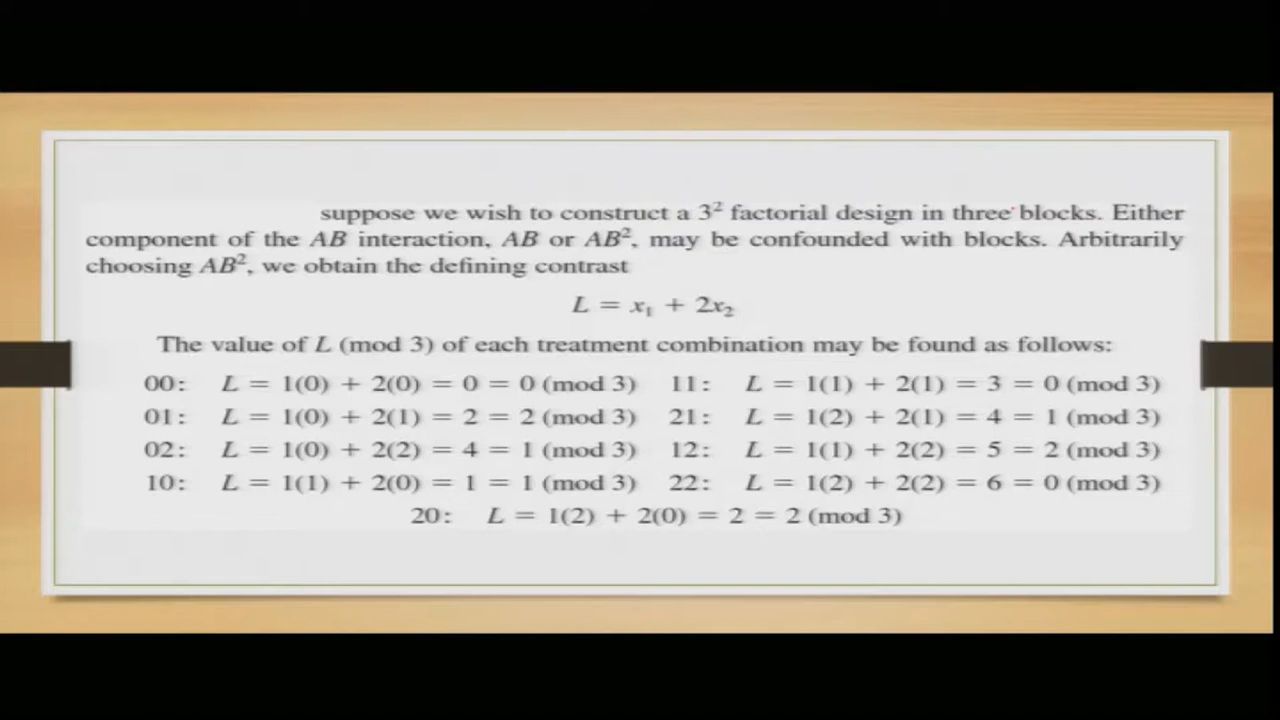 suppose we wish to construct a 3² factorial design in three blocks. Either
component of the AB interaction, AB or AB², may be confounded with blocks. Arbitrarily
choosing AB², we obtain the defining contrast
L = x₁ + 2x₂
The value of L (mod 3) of each treatment combination may be found as follows:
00: L = 1(0) + 2(0) = 0 = 0 (mod 3) 11: L = 1(1) + 2(1) = 3 = 0 (mod 3)
01: L = 1(0) + 2(1) = 2 = 2 (mod 3) 21: L = 1(2) + 2(1) = 4 = 1 (mod 3)
02: L = 1(0) + 2(2) = 4 = 1 (mod 3) 12: L = 1(1) + 2(2) = 5 = 2 (mod 3)
10: L = 1(1) + 2(0) = 1 = 1 (mod 3) 22: L = 1(2) + 2(2) = 6 = 0 (mod 3)
20: L = 1(2) + 2(0) = 2 = 2 (mod 3)